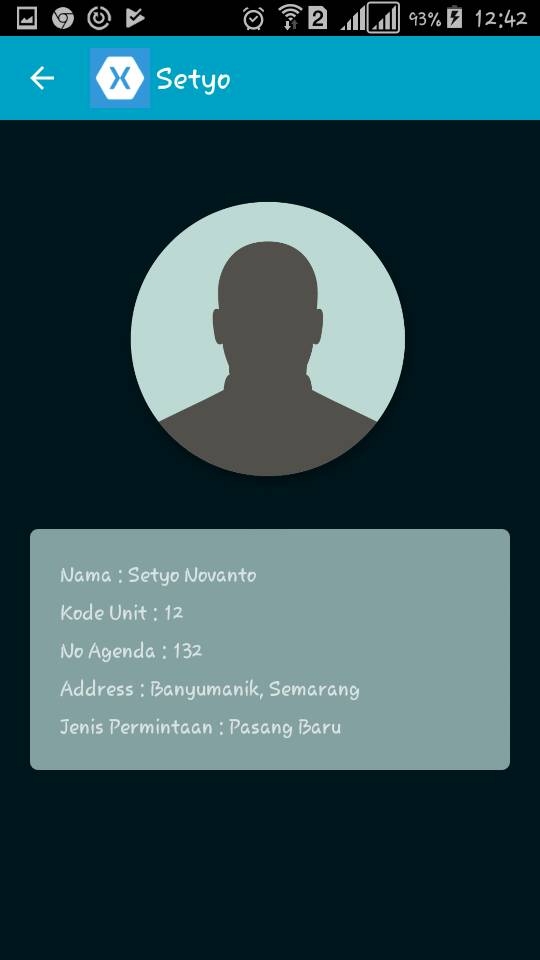 2 93% 12:42
Setyo
Nama : Setyo Novanto
Kode Unit : 12
No Agenda : 132
Address : Banyumanik, Semarang
Jenis Permintaan : Pasang Baru